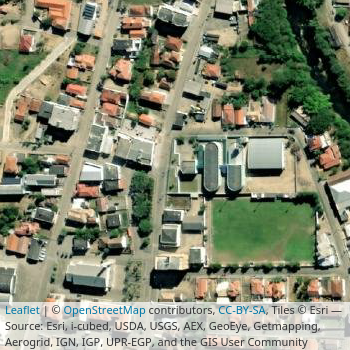 Leaflet | © OpenStreetMap contributors, CC-BY-SA, Tiles © Esri —
Source: Esri, i-cubed, USDA, USGS, AEX, GeoEye, Getmapping,
Aerogrid, IGN, IGP, UPR-EGP, and the GIS User Community